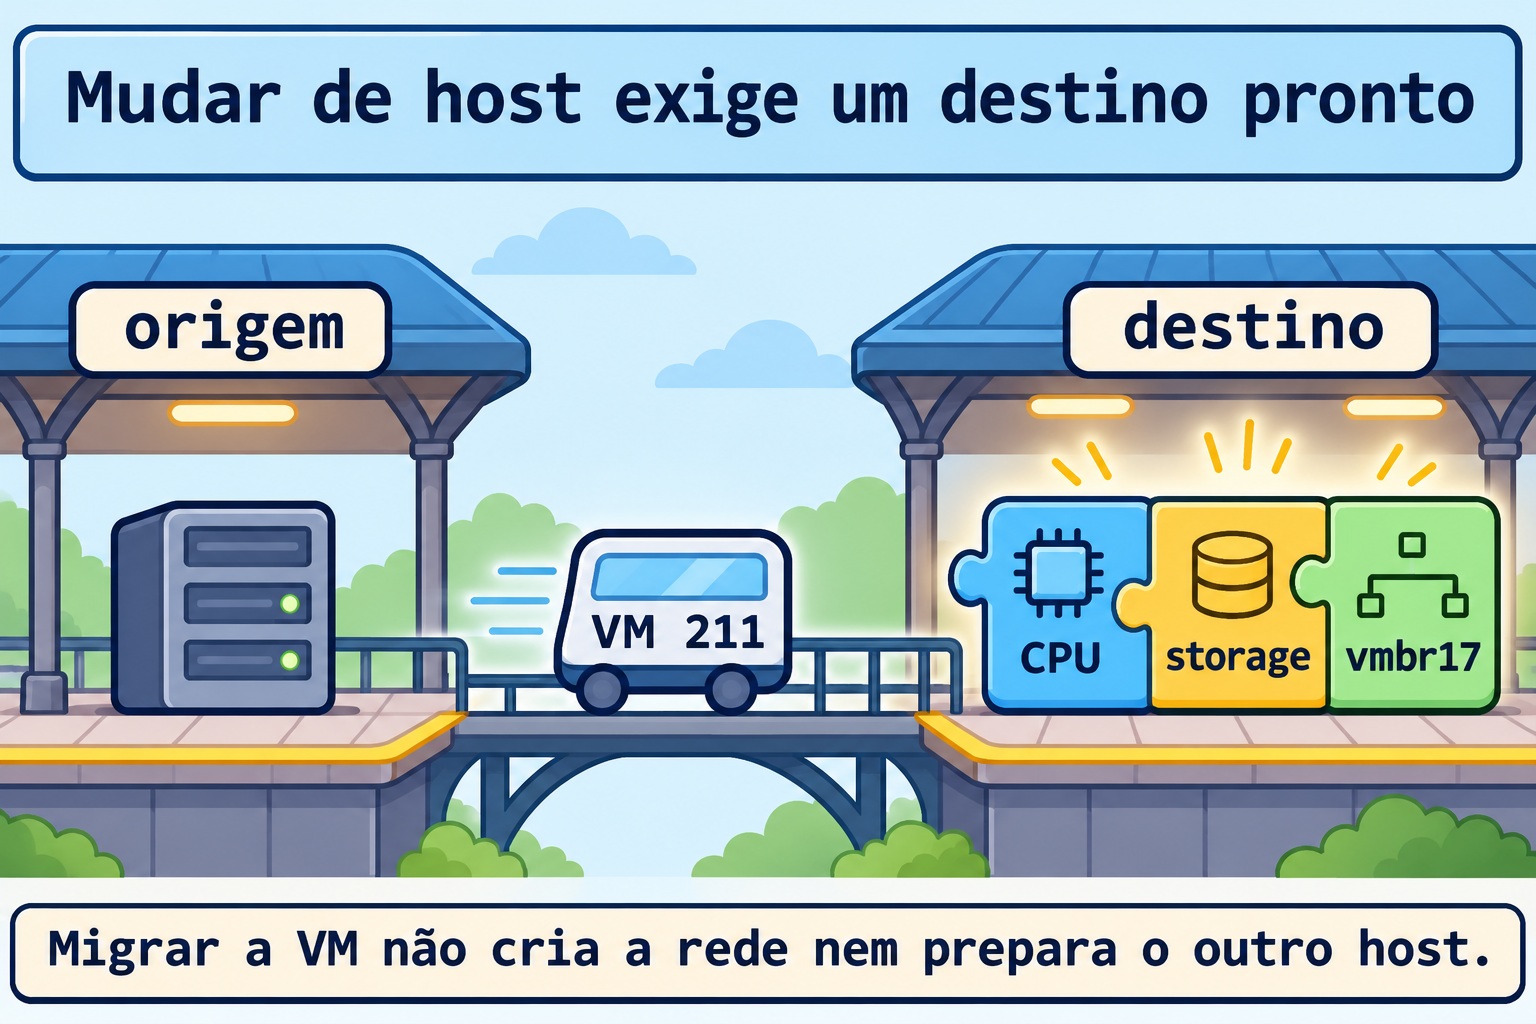 Mudar de host exige um destino pronto
origem
destino
VM 211
CPU
storage
vmbr17
Migrar a VM não cria a rede nem prepara o outro host.